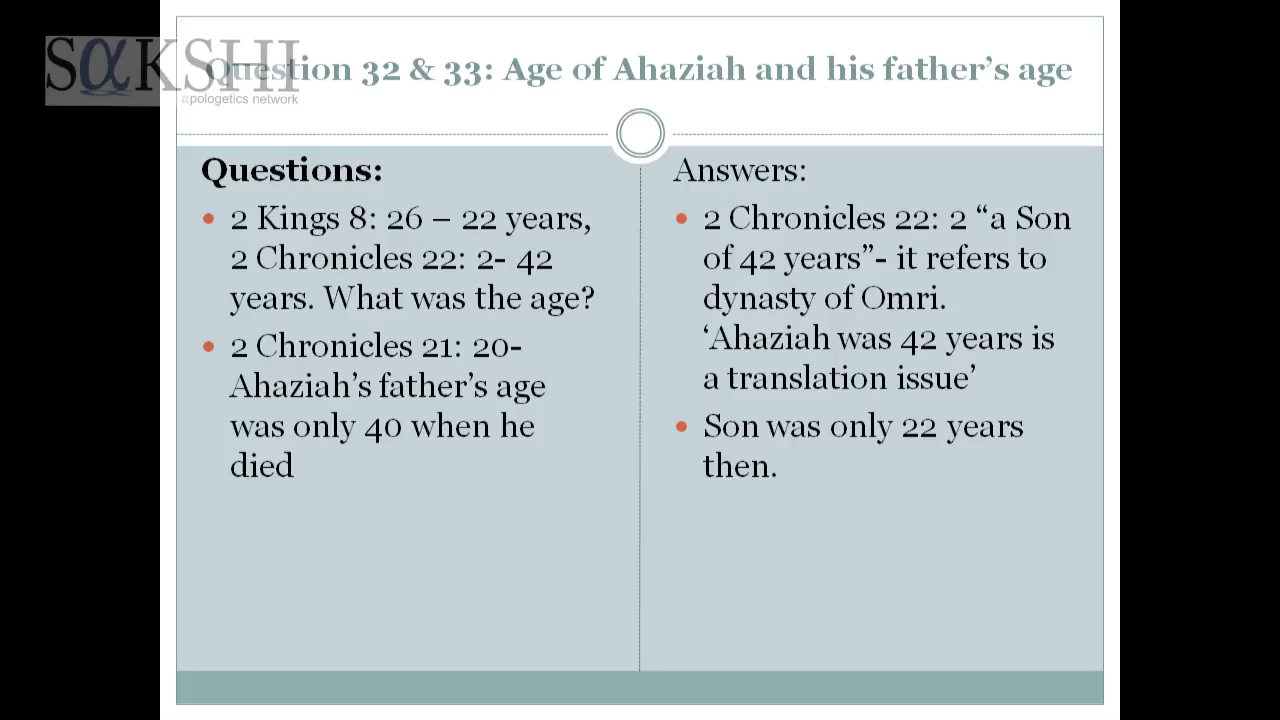 SαKSHI
αpologetics network
Question 32 & 33: Age of Ahaziah and his father's age
Questions:
• 2 Kings 8: 26 – 22 years,
2 Chronicles 22: 2- 42
years. What was the age?
• 2 Chronicles 21: 20-
Ahaziah's father's age
was only 40 when he
died
Answers:
• 2 Chronicles 22: 2 “a Son
of 42 years”- it refers to
dynasty of Omri.
‘Ahaziah was 42 years is
a translation issue’
• Son was only 22 years
then.